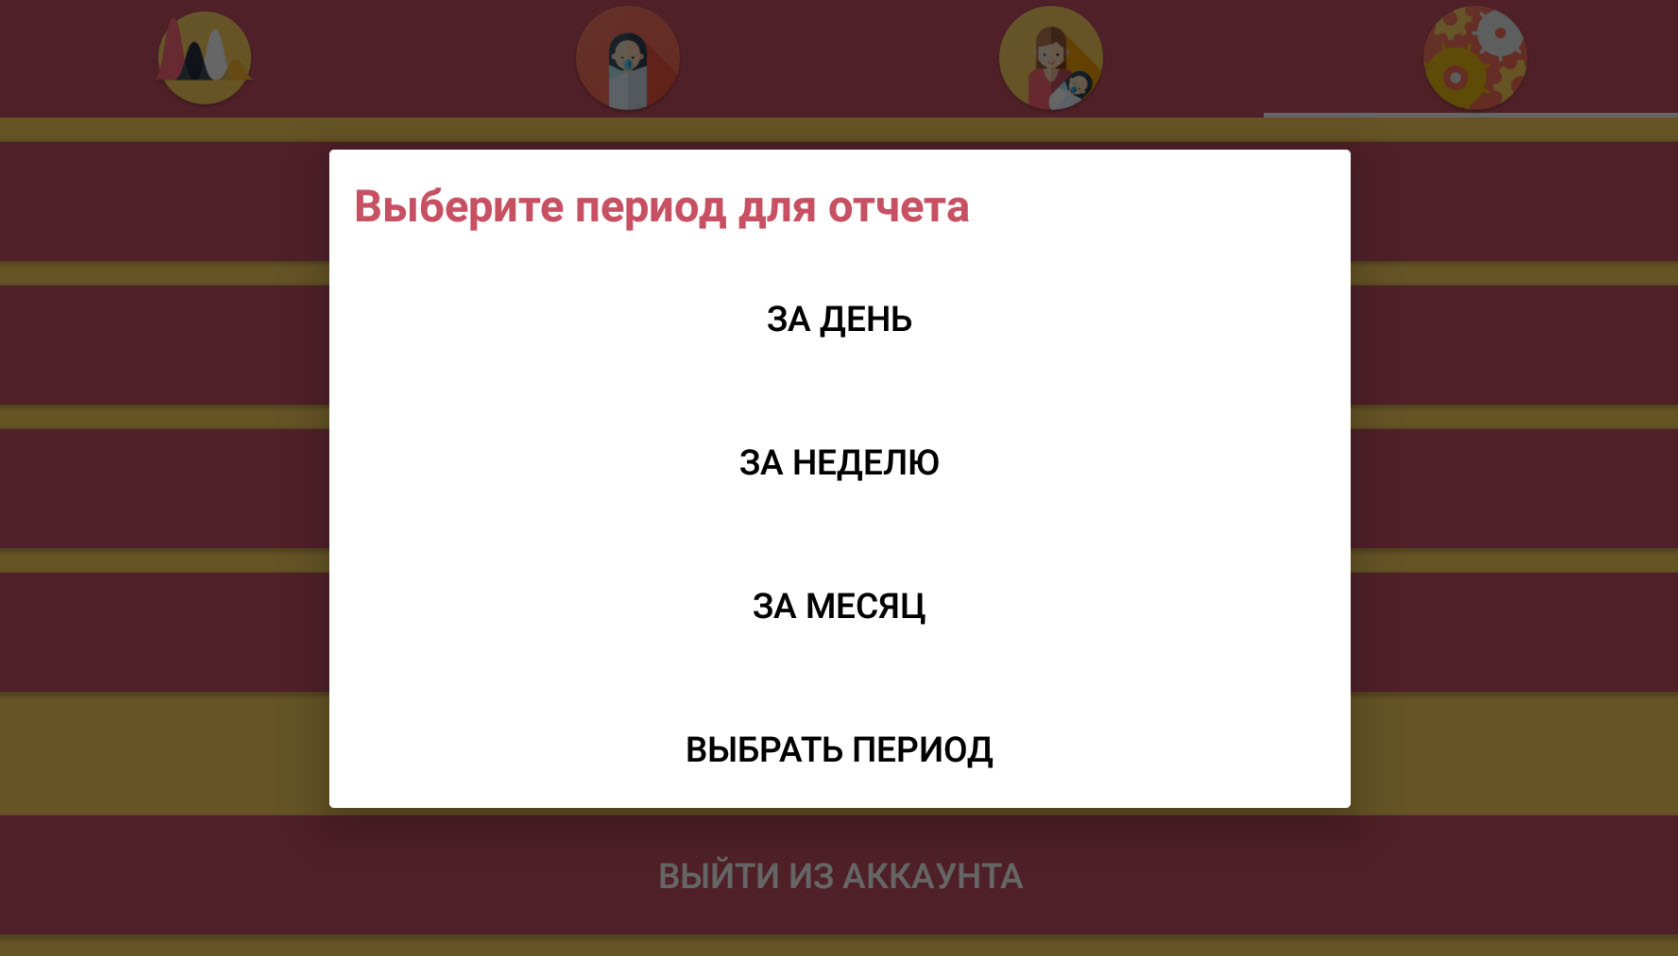 Выберите период для отчета
ЗА ДЕНЬ
ЗА НЕДЕЛЮ
ЗА МЕСЯЦ
ВЫБРАТЬ ПЕРИОД
ВЫЙТИ ИЗ АККАУНТА